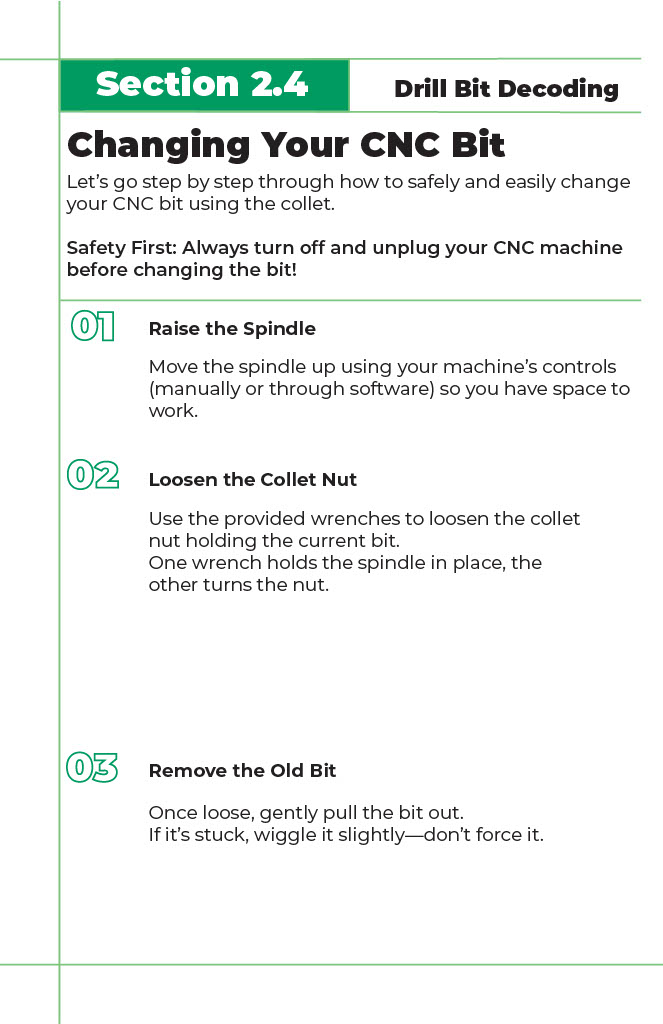 Section 2.4
Drill Bit Decoding
Changing Your CNC Bit
Let’s go step by step through how to safely and easily change
your CNC bit using the collet.
Safety First: Always turn off and unplug your CNC machine
before changing the bit!
01
Raise the Spindle
Move the spindle up using your machine’s controls
(manually or through software) so you have space to
work.
02
Loosen the Collet Nut
Use the provided wrenches to loosen the collet
nut holding the current bit.
One wrench holds the spindle in place, the
other turns the nut.
03
Remove the Old Bit
Once loose, gently pull the bit out.
If it’s stuck, wiggle it slightly—don’t force it.